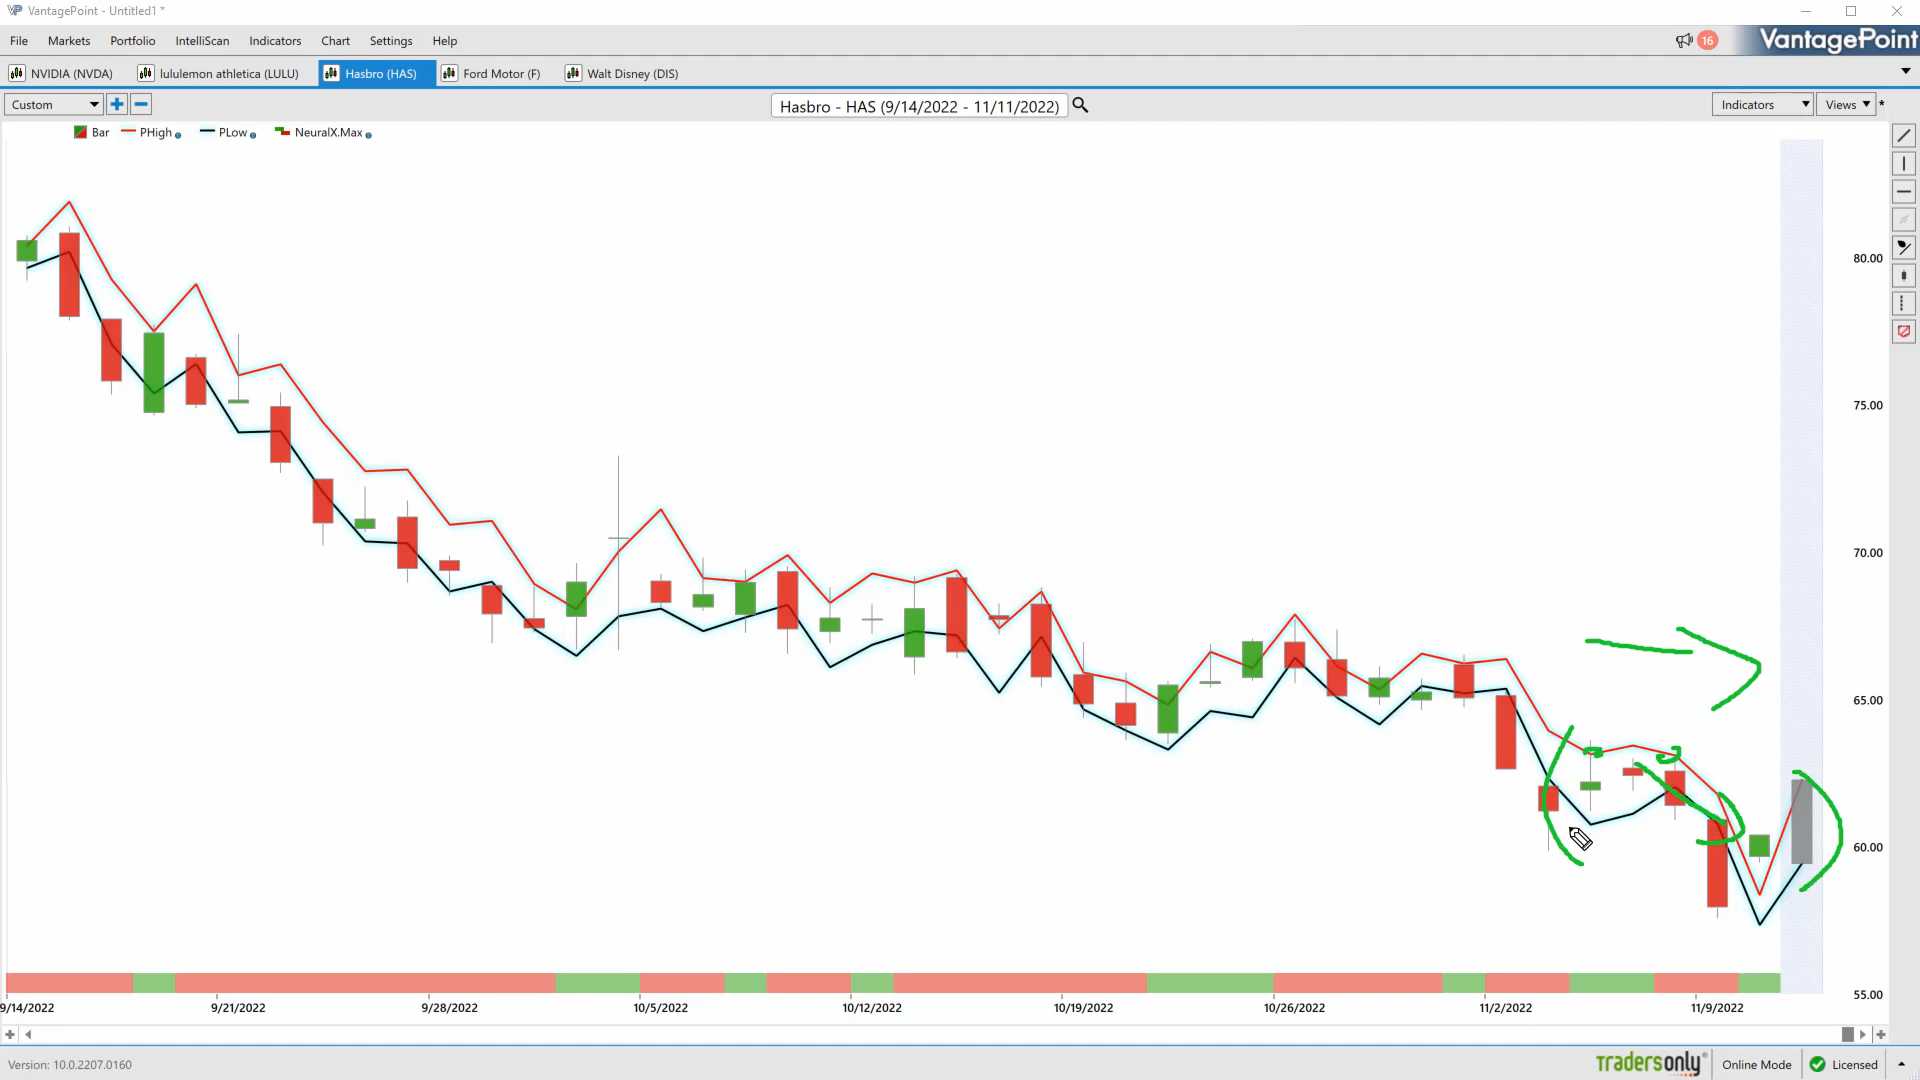 VP VantagePoint - Untitled1 *
File Markets Portfolio IntelliScan Indicators Chart Settings Help 16 VantagePoint
NVIDIA (NVDA) lululemon athletica (LULU) Hasbro (HAS) Ford Motor (F) Walt Disney (DIS)
Custom Hasbro - HAS (9/14/2022 - 11/11/2022) Indicators Views *
Bar PHigh PLow NeuralX.Max
80.00
75.00
70.00
65.00
60.00
55.00
9/14/2022 9/21/2022 9/28/2022 10/5/2022 10/12/2022 10/19/2022 10/26/2022 11/2/2022 11/9/2022
Version: 10.0.2207.0160 tradersonly Online Mode Licensed